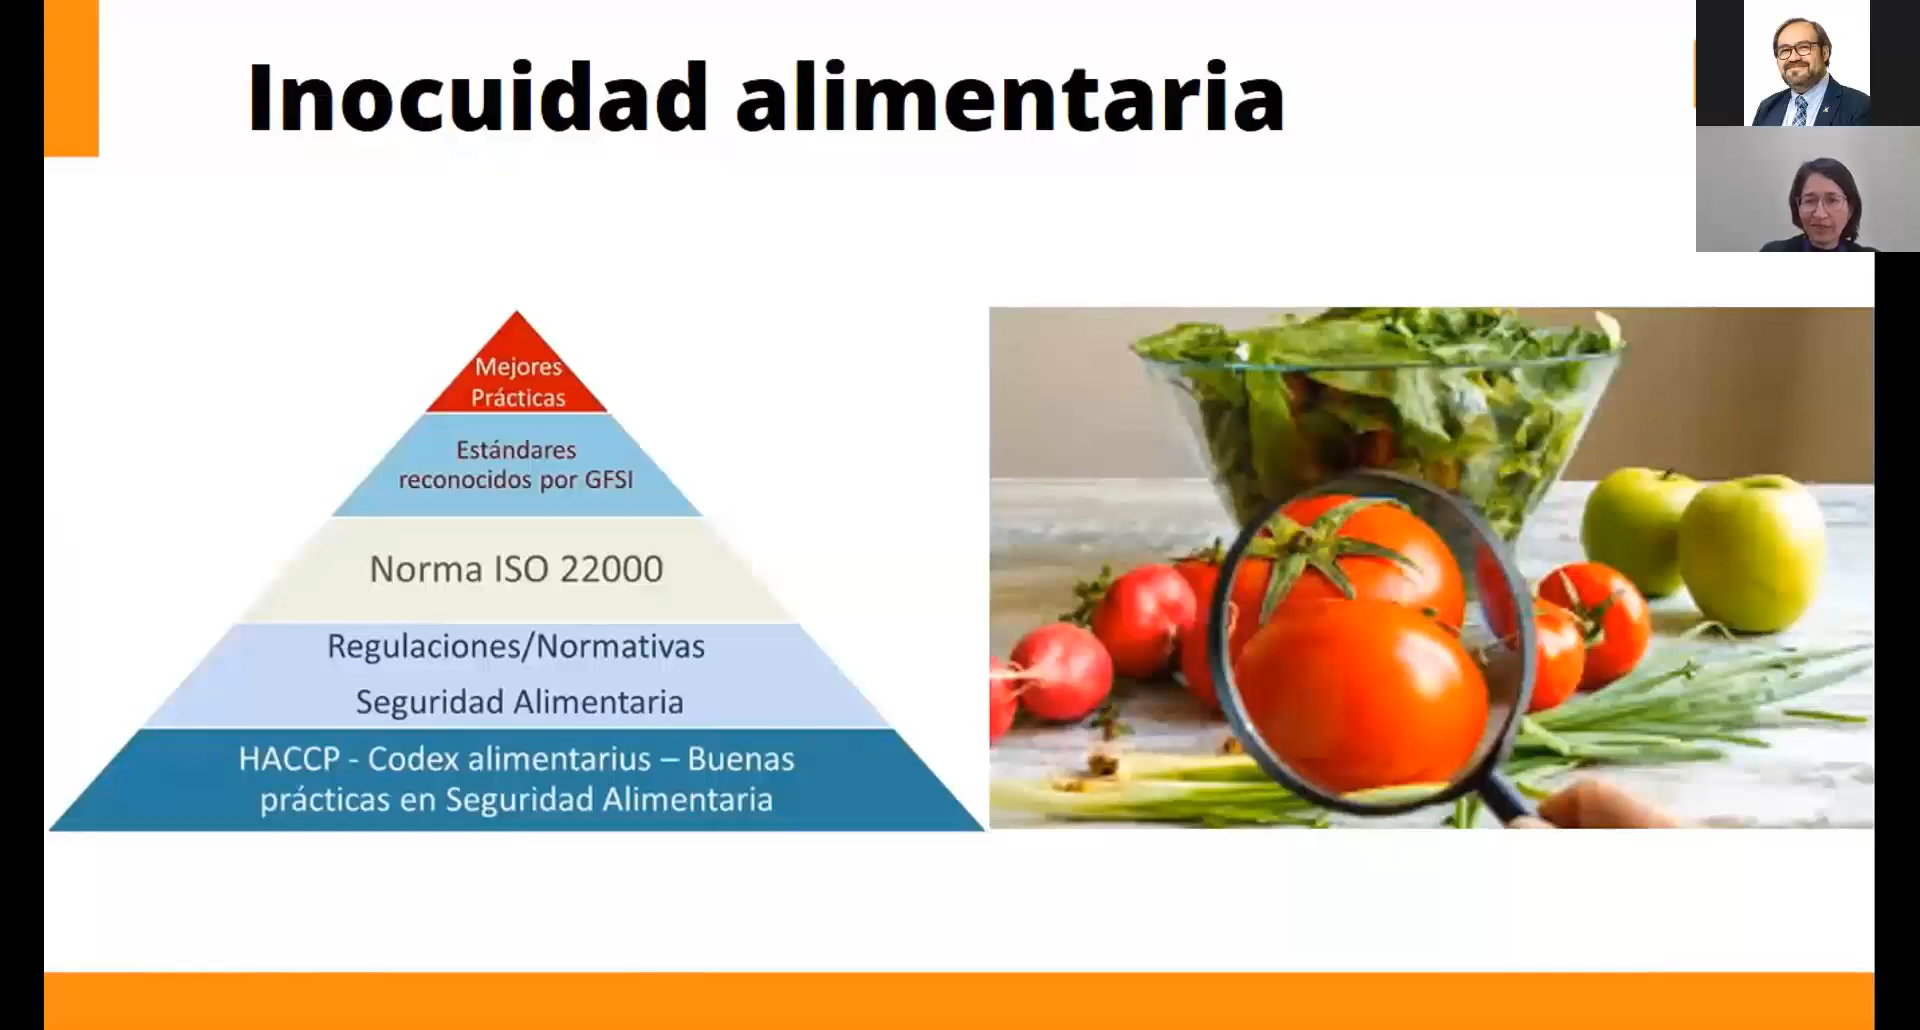 Inocuidad alimentaria
Mejores
Prácticas
Estándares
reconocidos por GFSI
Norma ISO 22000
Regulaciones/Normativas
Seguridad Alimentaria
HACCP - Codex alimentarius – Buenas
prácticas en Seguridad Alimentaria